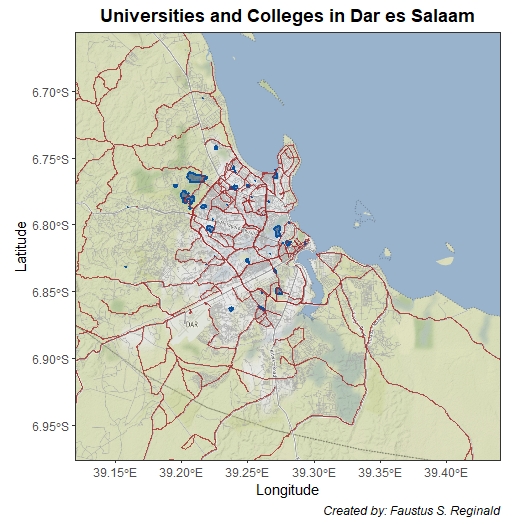 Universities and Colleges in Dar es Salaam
6.70°S
6.75°S
6.80°S
6.85°S
6.90°S
6.95°S
Latitude
DAR
39.15°E 39.20°E 39.25°E 39.30°E 39.35°E 39.40°E
Longitude
Created by: Faustus S. Reginald